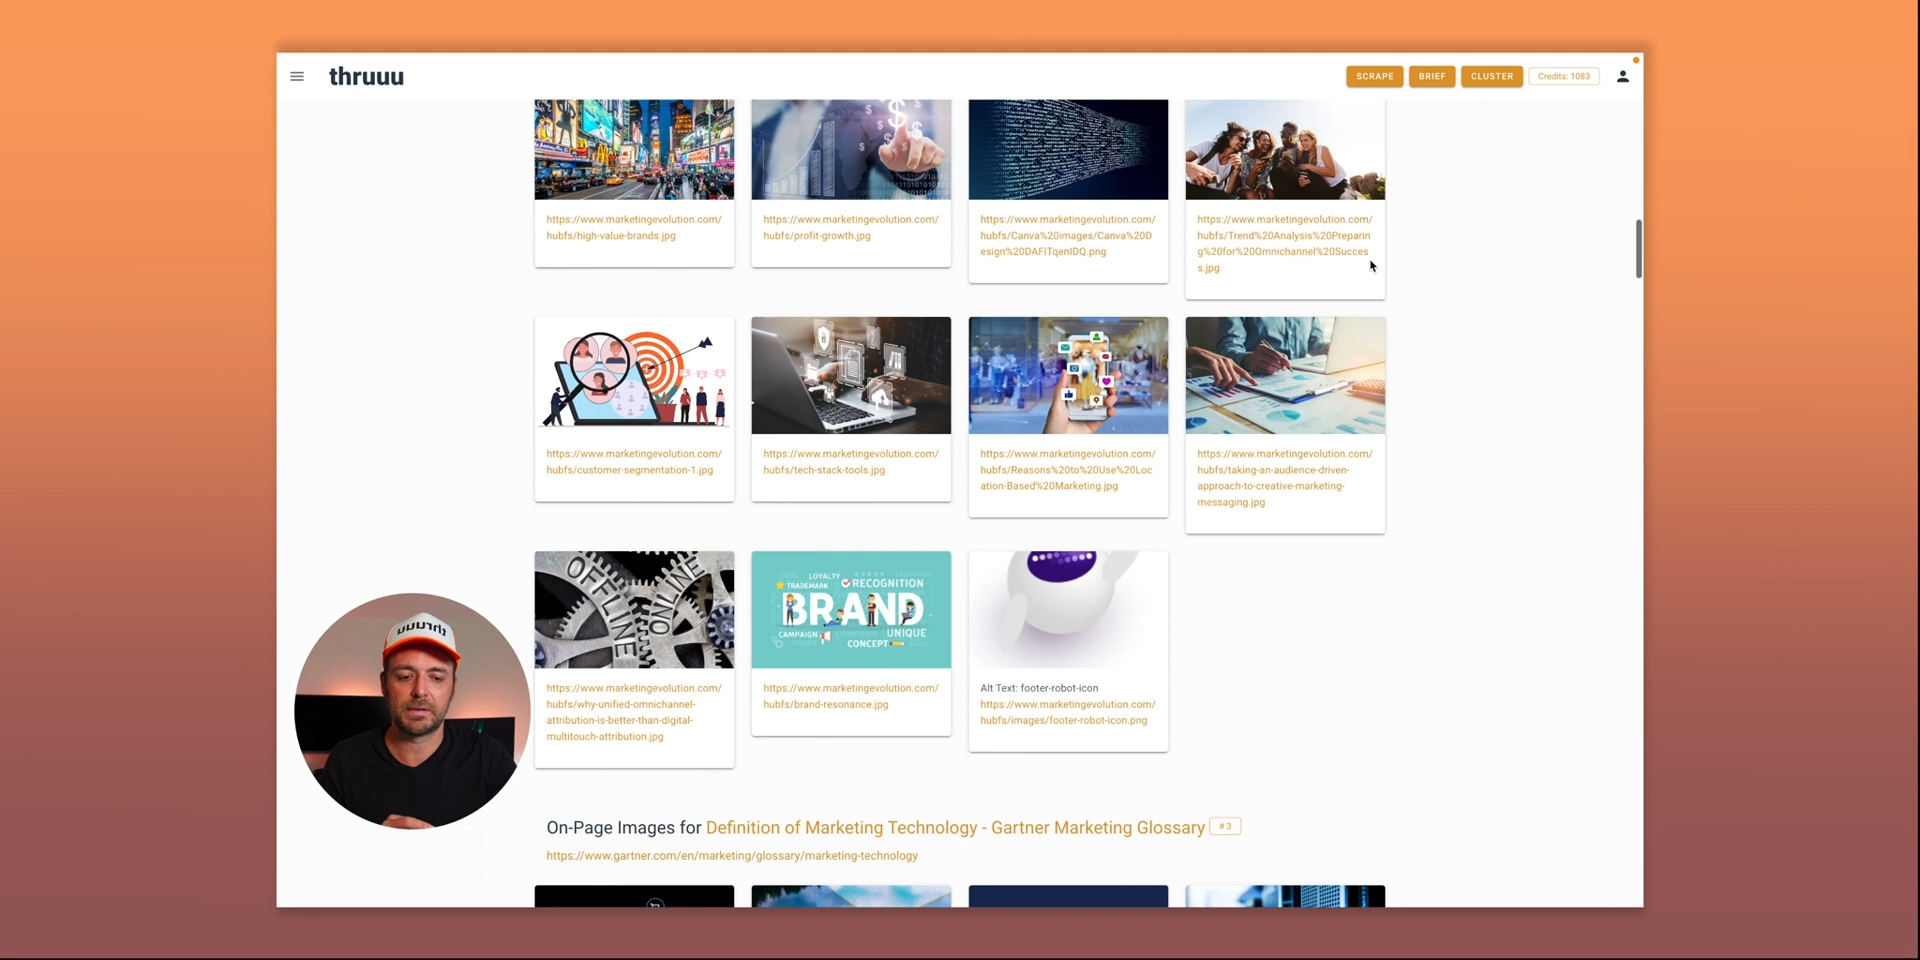 thruuu
SCRAPE
BRIEF
CLUSTER
Credits: 1083
https://www.marketingevolution.com/
hubfs/high-value-brands.jpg
https://www.marketingevolution.com/
hubfs/profit-growth.jpg
https://www.marketingevolution.com/
hubfs/Canva%20images/Canva%20D
esign%20DAFITqenIDQ.png
https://www.marketingevolution.com/
hubfs/Trend%20Analysis%20Preparin
g%20for%20Omnichannel%20Succes
s.jpg
https://www.marketingevolution.com/
hubfs/customer-segmentation-1.jpg
https://www.marketingevolution.com/
hubfs/tech-stack-tools.jpg
https://www.marketingevolution.com/
hubfs/Reasons%20to%20Use%20Loc
ation-Based%20Marketing.jpg
https://www.marketingevolution.com/
hubfs/taking-an-audience-driven-
approach-to-creative-marketing-
messaging.jpg
OFFLINE
ONLINE
LOYALTY
TRADEMARK
RECOGNITION
BRAND
CAMPAIGN
UNIQUE
CONCEPT
https://www.marketingevolution.com/
hubfs/why-unified-omnichannel-
attribution-is-better-than-digital-
multitouch-attribution.jpg
https://www.marketingevolution.com/
hubfs/brand-resonance.jpg
Alt Text: footer-robot-icon
https://www.marketingevolution.com/
hubfs/images/footer-robot-icon.png
thruuu
On-Page Images for Definition of Marketing Technology - Gartner Marketing Glossary #3
https://www.gartner.com/en/marketing/glossary/marketing-technology